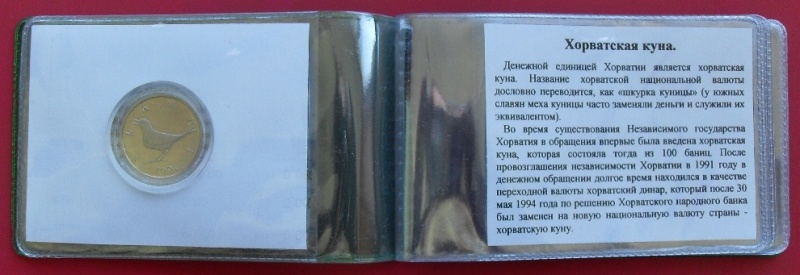 Хорватская куна.
Денежной единицей Хорватии является хорватская
куна. Название хорватской национальной валюты
дословно переводится, как «шкурка куницы» (у южных
славян меха куницы часто заменяли деньги и служили их
эквивалентом).
Во время существования Независимого государства
Хорватия в обращения впервые была введена хорватская
куна, которая состояла тогда из 100 баниц. После
провозглашения независимости Хорватии в 1991 году в
денежном обращении долгое время находился в качестве
переходной валюты хорватский динар, который после 30
мая 1994 года по решению Хорватского народного банка
был заменен на новую национальную валюту страны -
хорватскую куну.